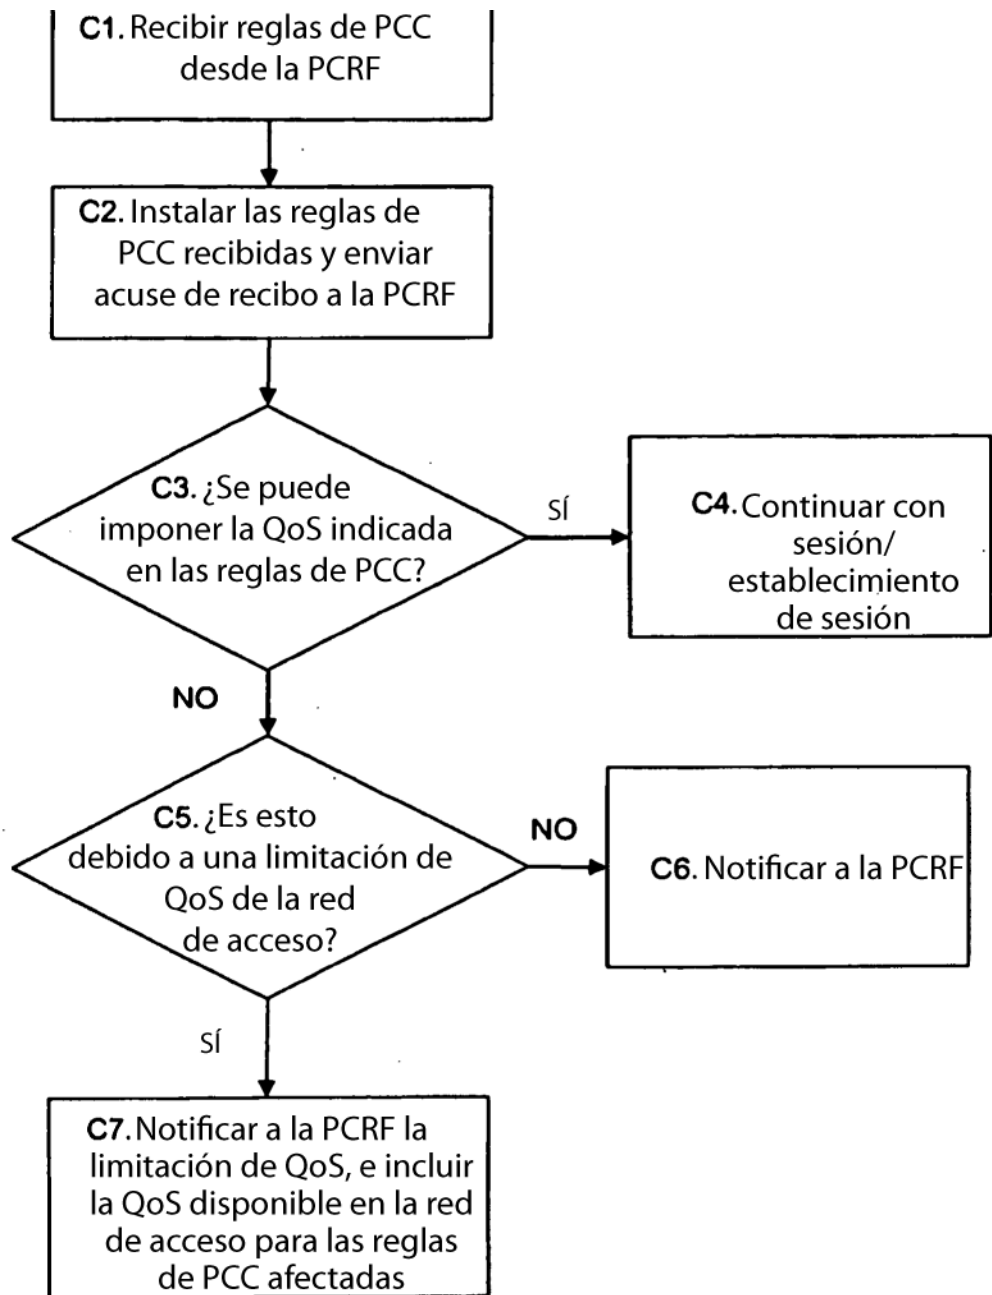 C1. Recibir reglas de PCC
desde la PCRF
C2. Instalar las reglas de
PCC recibidas y enviar
acuse de recibo a la PCRF
C3. ¿Se puede
imponer la QoS indicada
en las reglas de PCC?
SÍ
C4. Continuar con
sesión/
establecimiento
de sesión
NO
C5. ¿Es esto
debido a una limitación de
QoS de la red
de acceso?
NO
C6. Notificar a la PCRF
SÍ
C7. Notificar a la PCRF la
limitación de QoS, e incluir
la QoS disponible en la red
de acceso para las reglas
de PCC afectadas